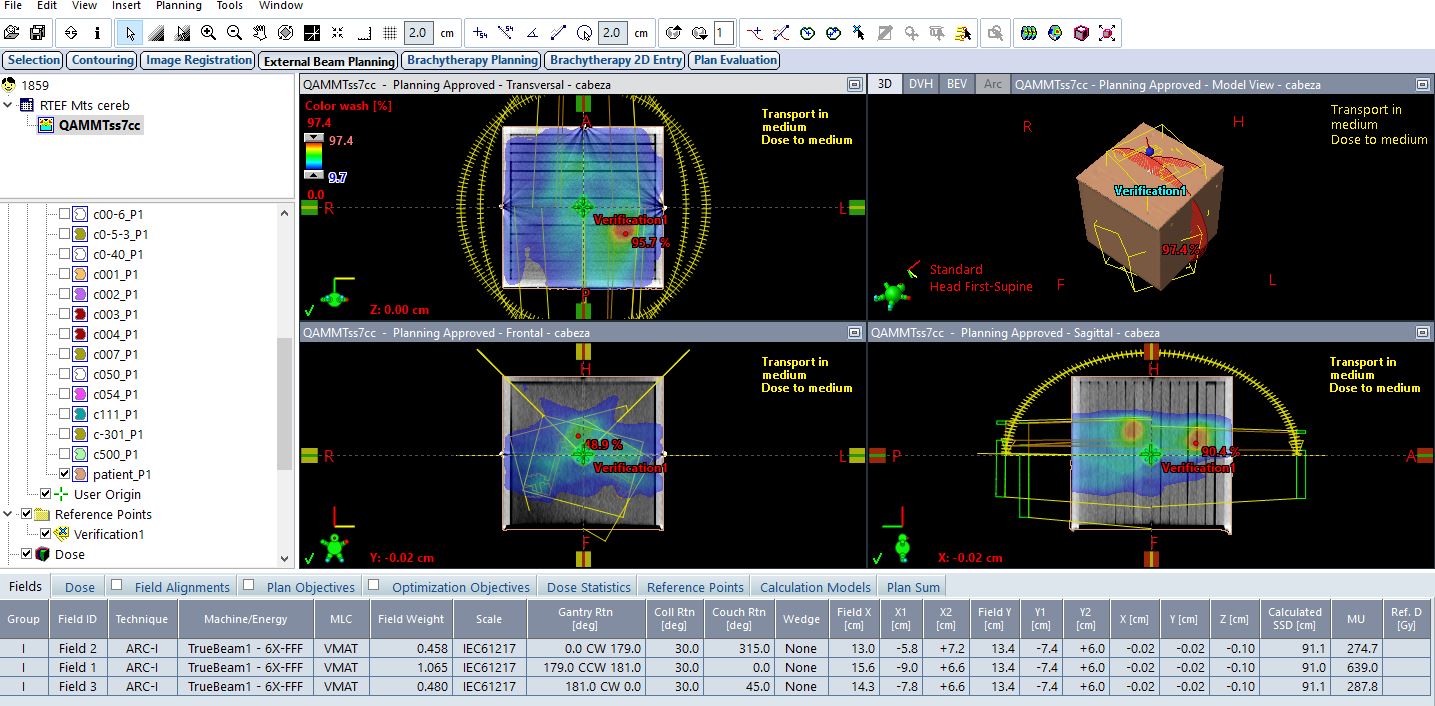 File Edit View Insert Planning Tools Window
2.0 cm 2.0 cm 1
Selection Contouring Image Registration External Beam Planning Brachytherapy Planning Brachytherapy 2D Entry Plan Evaluation
1859
RTEF Mts cereb
QAMMTss7cc
c00-6_P1
c0-5-3_P1
c0-40_P1
c001_P1
c002_P1
c003_P1
c004_P1
c007_P1
c050_P1
c054_P1
c111_P1
c-301_P1
c500_P1
patient_P1
User Origin
Reference Points
Verification1
Dose
QAMMTss7cc - Planning Approved - Transversal - cabeza
Color wash [%]
97.4
97.4
9.7
0.0
Transport in
medium
Dose to medium
A
R
L
P
Verification1
95.7 %
Z: 0.00 cm
3D DVH BEV Arc QAMMTss7cc - Planning Approved - Model View - cabeza
Transport in
medium
Dose to medium
R
H
Verification1
97.4 %
Standard
Head First-Supine
F
L
QAMMTss7cc - Planning Approved - Frontal - cabeza
Transport in
medium
Dose to medium
H
R
L
48.9 %
Verification1
F
Y: -0.02 cm
QAMMTss7cc - Planning Approved - Sagittal - cabeza
Transport in
medium
Dose to medium
H
P
A
90.4 %
Verification1
F
X: -0.02 cm
Fields Dose Field Alignments Plan Objectives Optimization Objectives Dose Statistics Reference Points Calculation Models Plan Sum
Group Field ID Technique Machine/Energy MLC Field Weight Scale Gantry Rtn [deg] Coll Rtn [deg] Couch Rtn [deg] Wedge Field X [cm] X1 [cm] X2 [cm] Field Y [cm] Y1 [cm] Y2 [cm] X [cm] Y [cm] Z [cm] Calculated SSD [cm] MU Ref. D [Gy]
I Field 2 ARC-I TrueBeam1 - 6X-FFF VMAT 0.458 IEC61217 0.0 CW 179.0 30.0 315.0 None 13.0 -5.8 +7.2 13.4 -7.4 +6.0 -0.02 -0.02 -0.10 91.1 274.7
I Field 1 ARC-I TrueBeam1 - 6X-FFF VMAT 1.065 IEC61217 179.0 CCW 181.0 30.0 0.0 None 15.6 -9.0 +6.6 13.4 -7.4 +6.0 -0.02 -0.02 -0.10 91.0 639.0
I Field 3 ARC-I TrueBeam1 - 6X-FFF VMAT 0.480 IEC61217 181.0 CW 0.0 30.0 45.0 None 14.3 -7.8 +6.6 13.4 -7.4 +6.0 -0.02 -0.02 -0.10 91.1 287.8